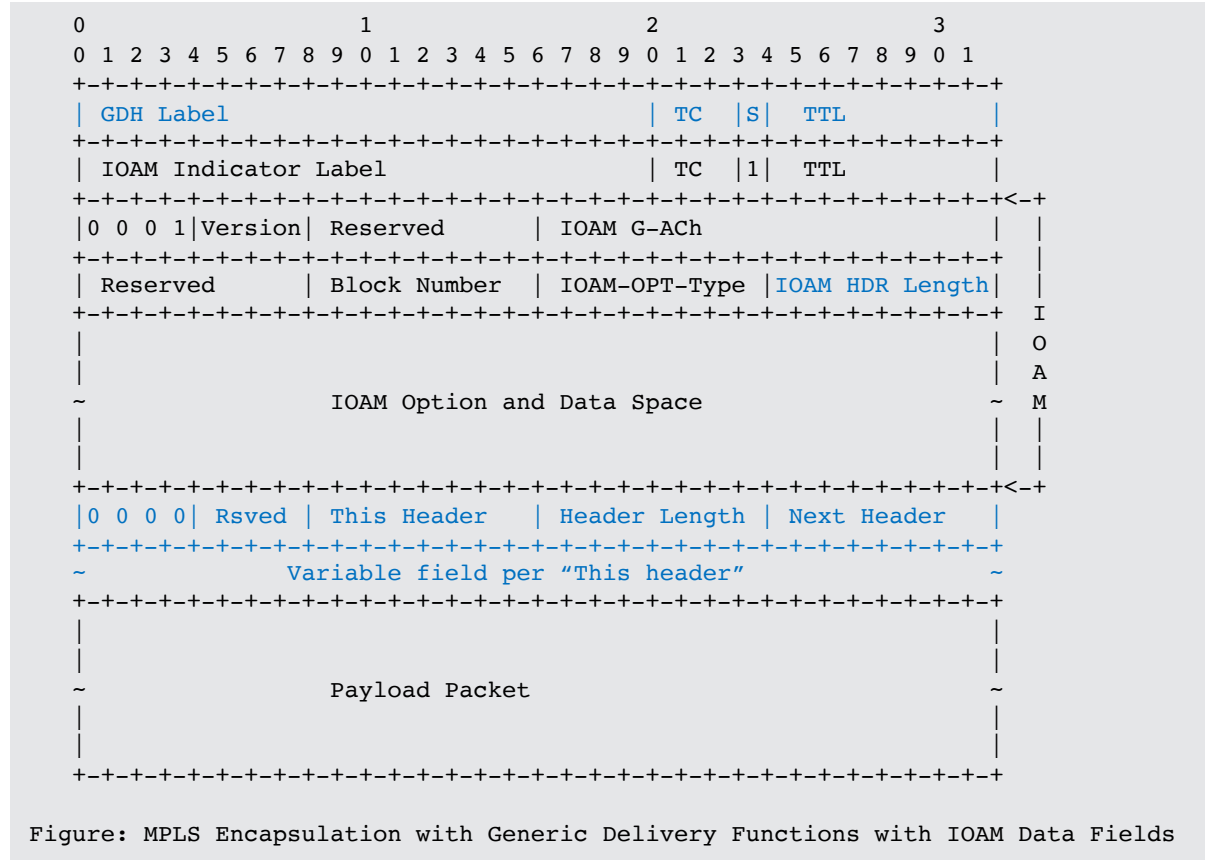 0                   1                   2                   3
0 1 2 3 4 5 6 7 8 9 0 1 2 3 4 5 6 7 8 9 0 1 2 3 4 5 6 7 8 9 0 1
+-+-+-+-+-+-+-+-+-+-+-+-+-+-+-+-+-+-+-+-+-+-+-+-+-+-+-+-+-+-+-+-+
| GDH Label                             | TC  |S|  TTL          |
+-+-+-+-+-+-+-+-+-+-+-+-+-+-+-+-+-+-+-+-+-+-+-+-+-+-+-+-+-+-+-+-+
| IOAM Indicator Label                  | TC  |1|  TTL          |
+-+-+-+-+-+-+-+-+-+-+-+-+-+-+-+-+-+-+-+-+-+-+-+-+-+-+-+-+-+-+-+-+<-+
|0 0 0 1|Version| Reserved      | IOAM G-ACh                    |  |
+-+-+-+-+-+-+-+-+-+-+-+-+-+-+-+-+-+-+-+-+-+-+-+-+-+-+-+-+-+-+-+-+  |
| Reserved      | Block Number  | IOAM-OPT-Type |IOAM HDR Length|  |
+-+-+-+-+-+-+-+-+-+-+-+-+-+-+-+-+-+-+-+-+-+-+-+-+-+-+-+-+-+-+-+-+  I
|                                                               |  O
|                                                               |  A
~                 IOAM Option and Data Space                    ~  M
|                                                               |  |
|                                                               |  |
+-+-+-+-+-+-+-+-+-+-+-+-+-+-+-+-+-+-+-+-+-+-+-+-+-+-+-+-+-+-+-+-+<-+
|0 0 0 0| Rsved | This Header   | Header Length | Next Header   |
+-+-+-+-+-+-+-+-+-+-+-+-+-+-+-+-+-+-+-+-+-+-+-+-+-+-+-+-+-+-+-+-+
~              Variable field per “This header”                 ~
+-+-+-+-+-+-+-+-+-+-+-+-+-+-+-+-+-+-+-+-+-+-+-+-+-+-+-+-+-+-+-+-+
|                                                               |
|                                                               |
~                 Payload Packet                                ~
|                                                               |
|                                                               |
+-+-+-+-+-+-+-+-+-+-+-+-+-+-+-+-+-+-+-+-+-+-+-+-+-+-+-+-+-+-+-+-+
Figure: MPLS Encapsulation with Generic Delivery Functions with IOAM Data Fields